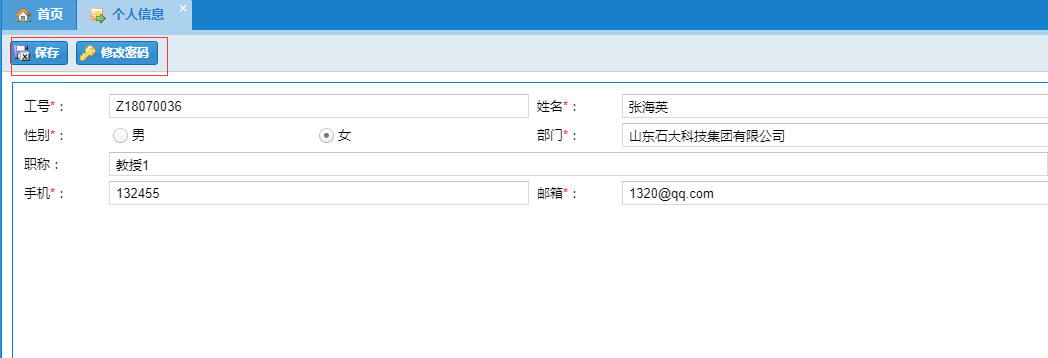 首页 个人信息
保存 修改密码
工号*： Z18070036 姓名*： 张海英
性别*： 男 女 部门*： 山东石大科技集团有限公司
职称： 教授1
手机*： 132455 邮箱*： 1320@qq.com